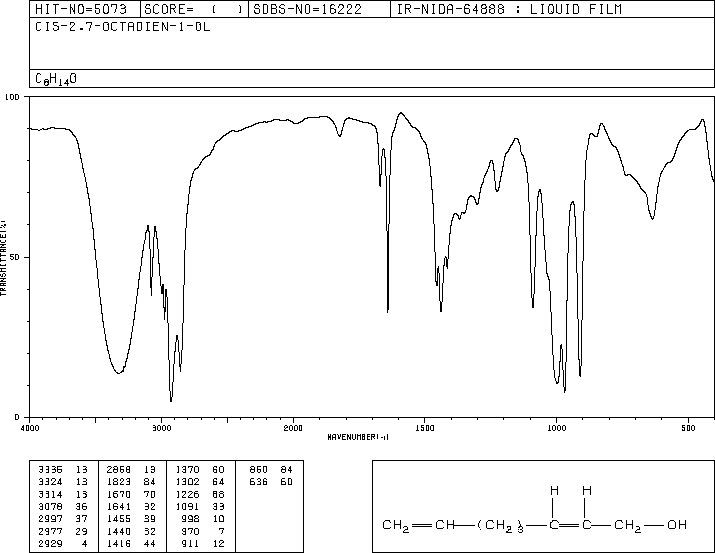 HIT-NO=5073 SCORE= ( ) SDBS-NO=16222 IR-NIDA-64888 : LIQUID FILM
CIS-2,7-OCTADIEN-1-OL
C8H14O
100
50
0
TRANSMITTANCE(%)
4000 3000 2000 1500 1000 500
WAVENUMBER(-1)
3336 13 2858 13 1370 60 860 84
3324 13 1823 84 1302 64 636 60
3314 13 1670 70 1226 68
3078 36 1641 32 1091 33
2997 37 1455 39 998 10
2977 29 1440 32 970 7
2929 4 1416 44 911 12
H H
CH2=CH-(CH2)3-C=C-CH2-OH